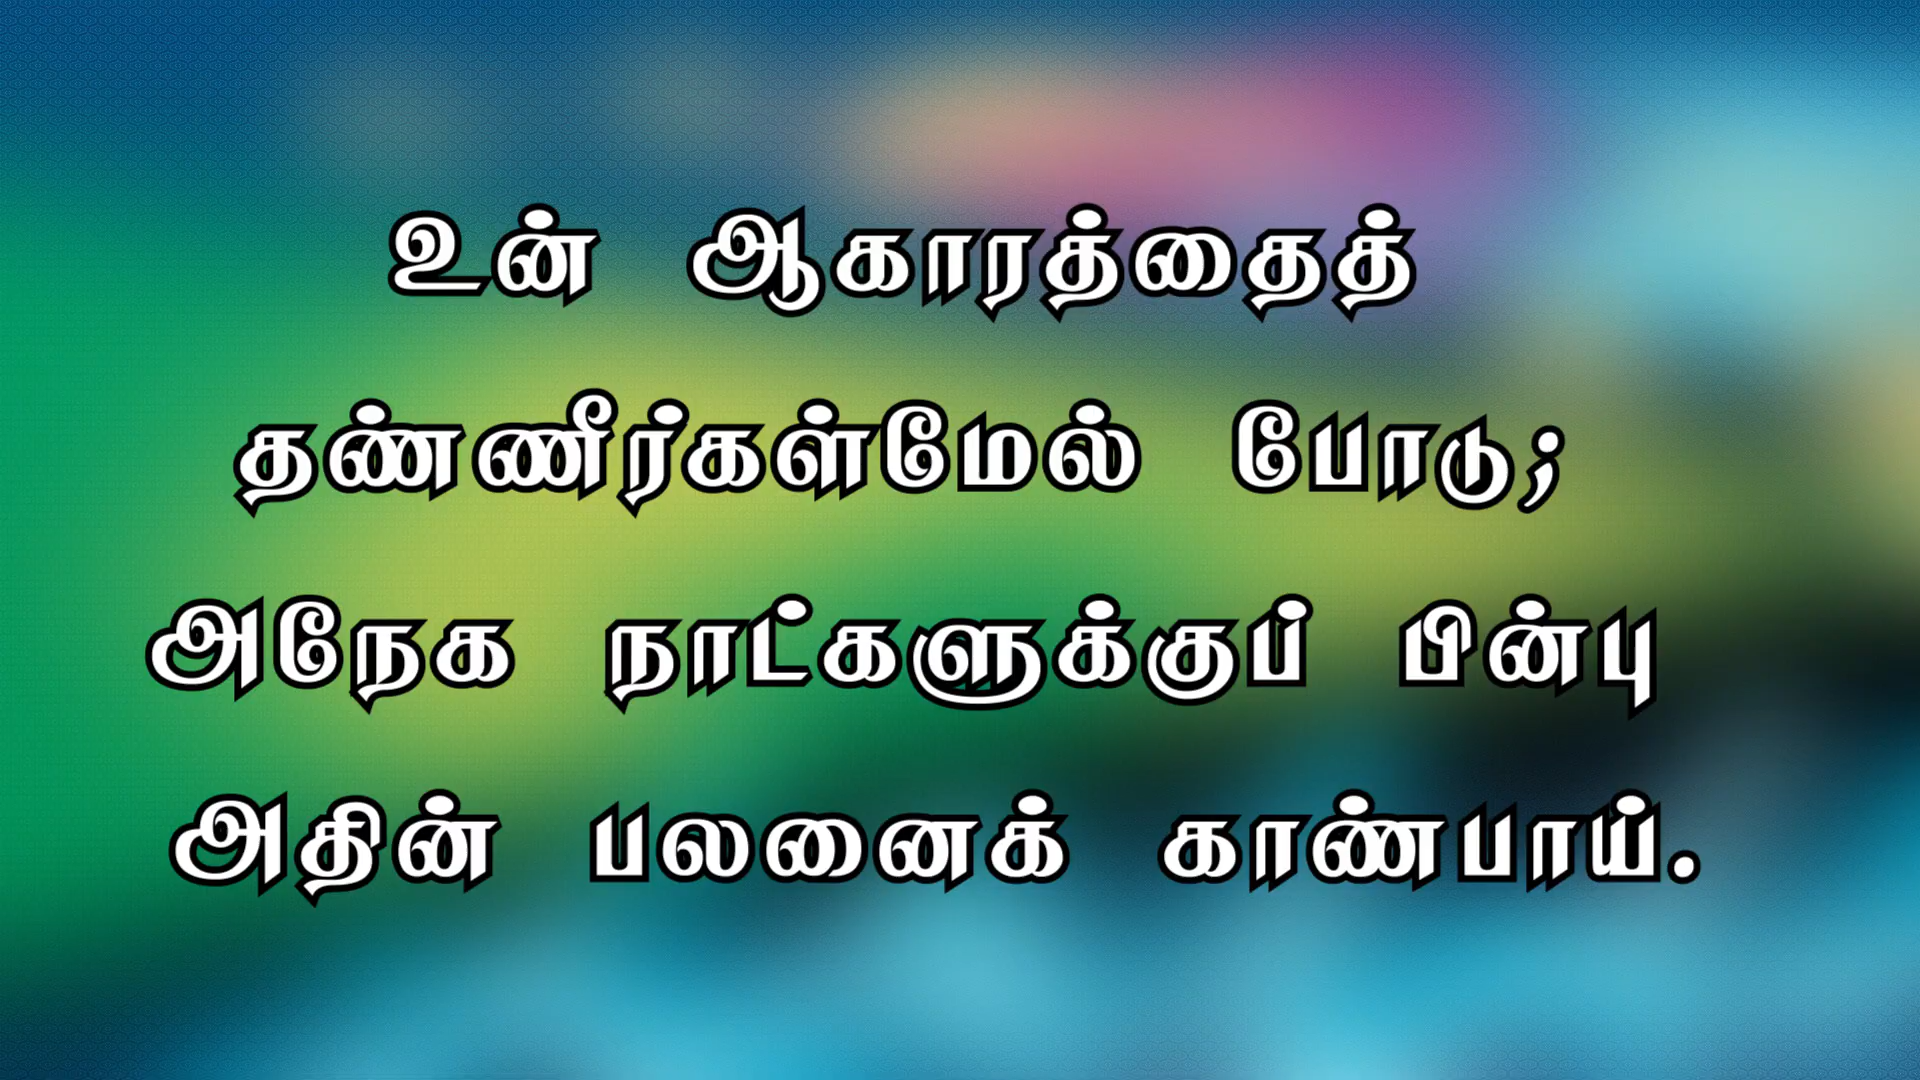 உன் ஆகாரத்தைத்
தண்ணீர்கள்மேல் போடு;
அநேக நாட்களுக்குப் பின்பு
அதின் பலனைக் காண்பாய்.